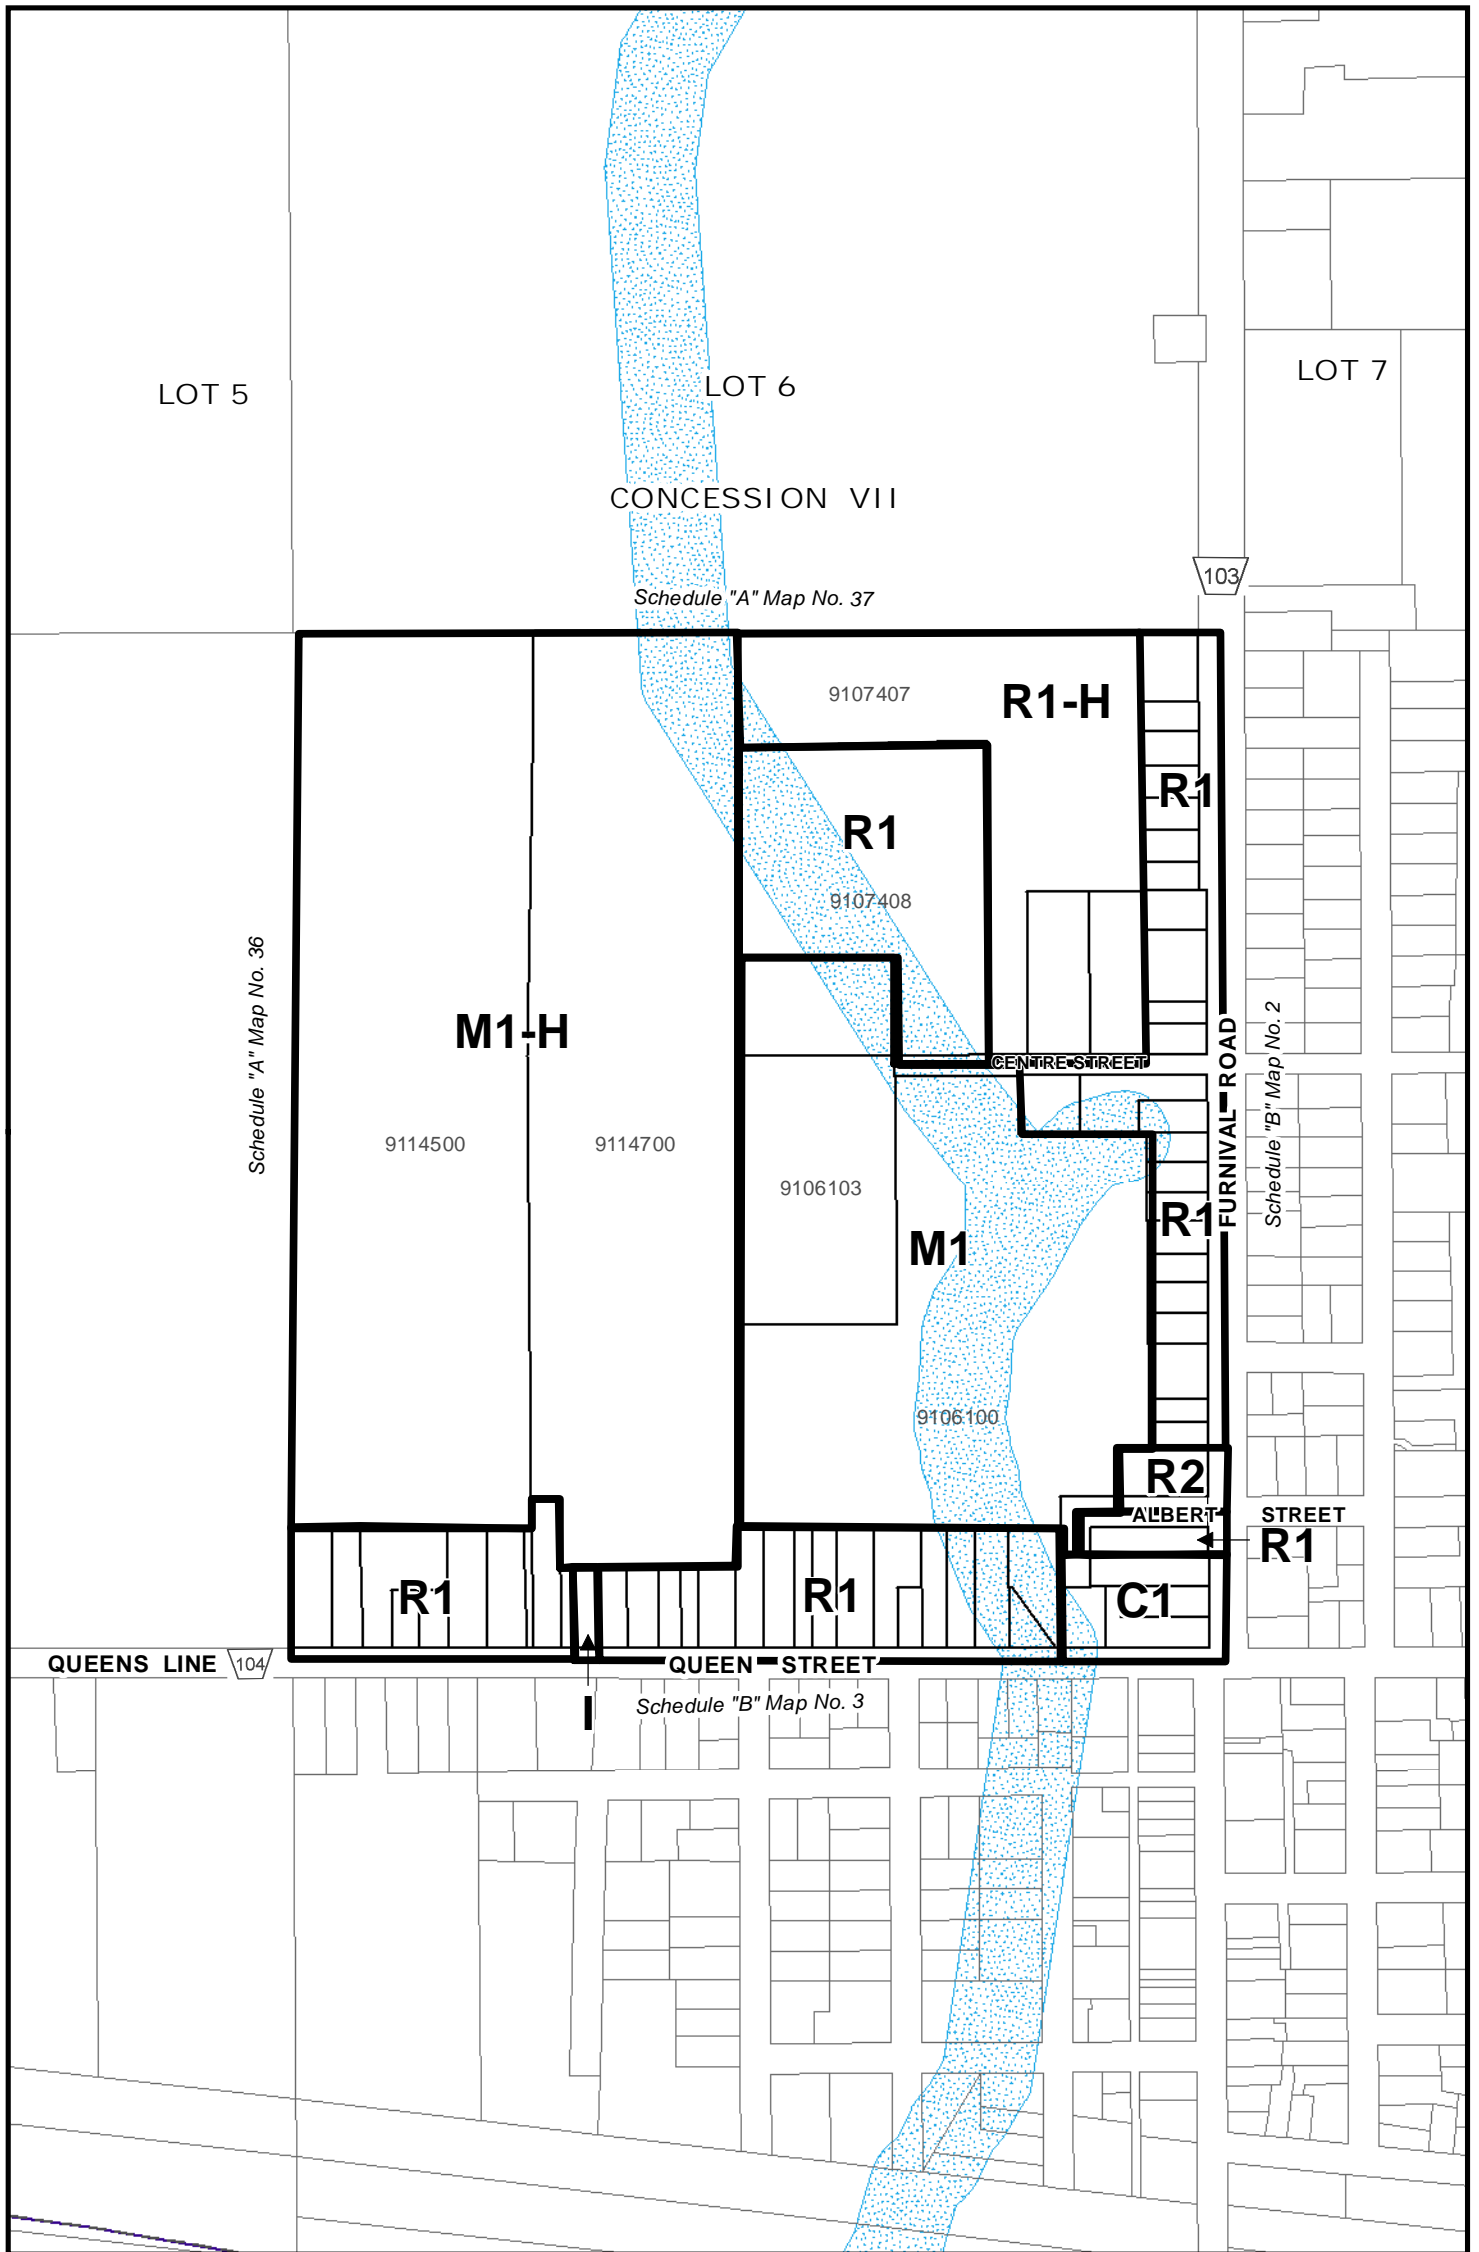 LOT 5
LOT 6
LOT 7
CONCESSION VII
103
Schedule "A" Map No. 37
9107407
R1-H
R1
R1
9107408
Schedule "A" Map No. 36
M1-H
CENTRE STREET
FURNIVAL ROAD
Schedule "B" Map No. 2
9114500
9114700
9106103
R1
M1
9106100
R2
ALBERT STREET
R1
R1
R1
C1
QUEENS LINE
104
QUEEN STREET
I
Schedule "B" Map No. 3